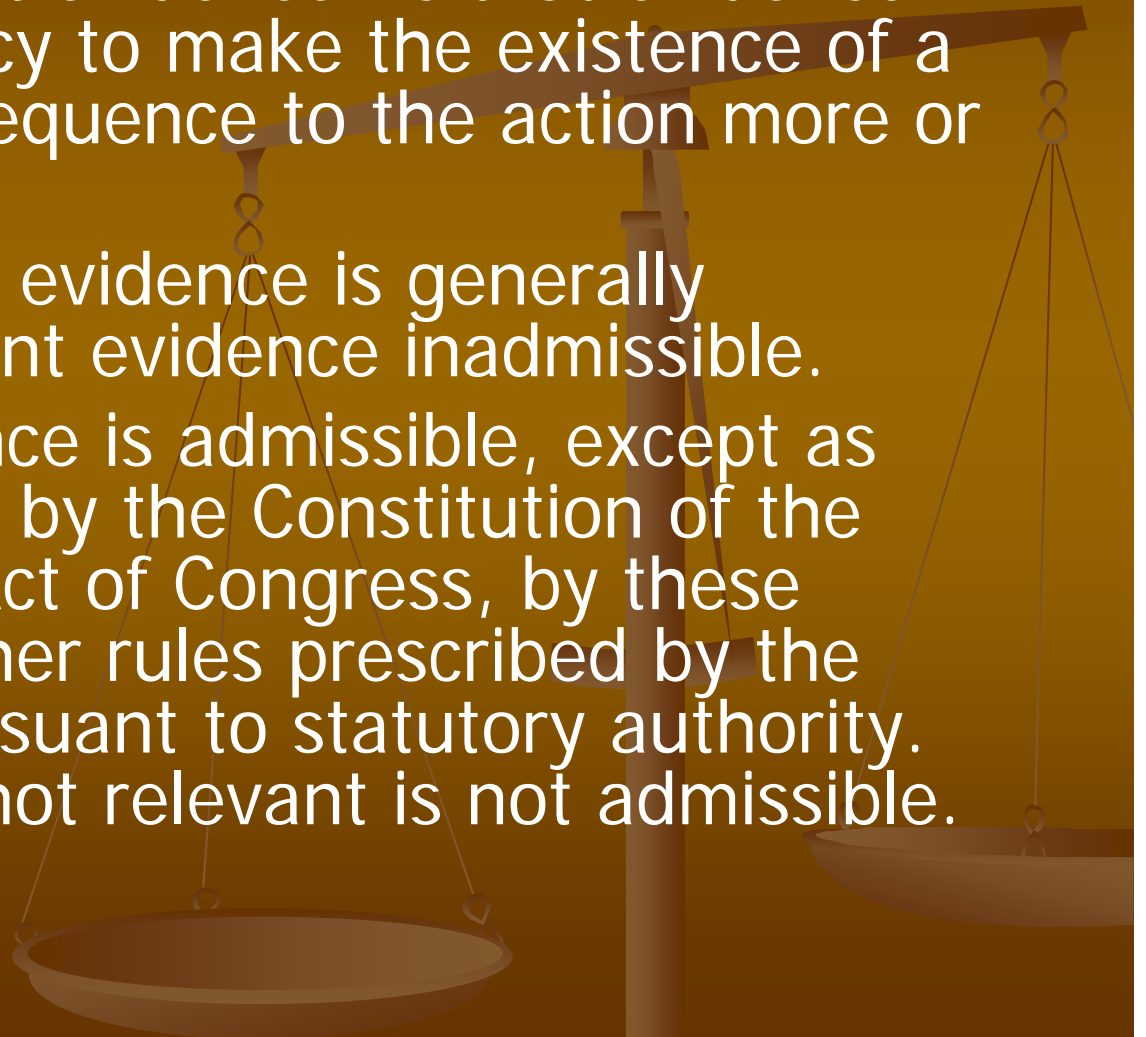 cy to make the existence of a
equence to the action more or
evidence is generally
nt evidence inadmissible.
nce is admissible, except as
by the Constitution of the
ct of Congress, by these
her rules prescribed by the
suant to statutory authority.
not relevant is not admissible.